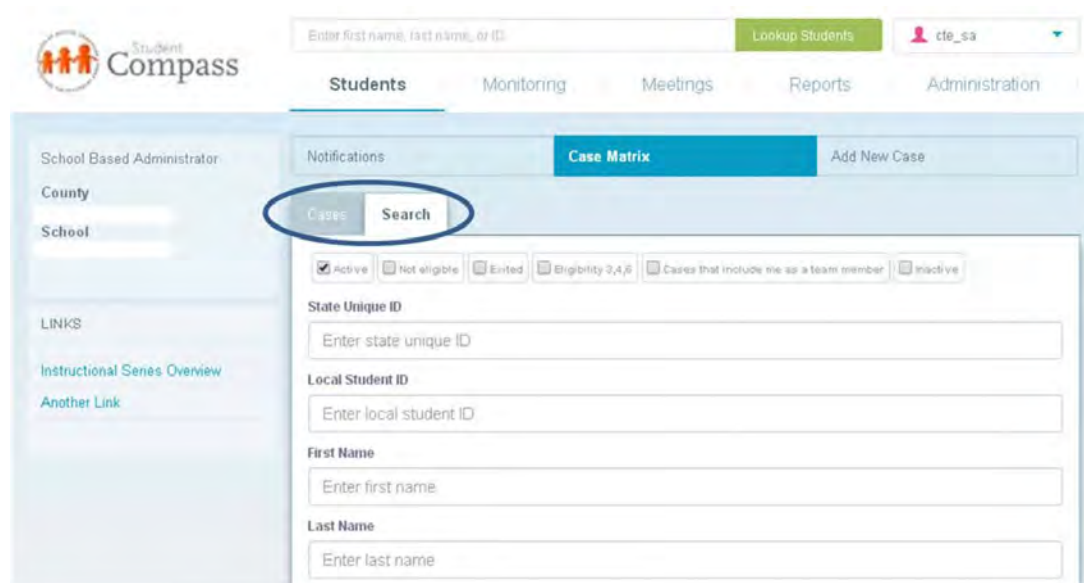 Student
Compass
Enter first name, last name, or ID
Lookup Students
cte_sa
Students Monitoring Meetings Reports Administration
School Based Administrator
County
School
LINKS
Instructional Series Overview
Another Link
Notifications Case Matrix Add New Case
Cases Search
Active Not eligible Exited Eligibility 3,4,6 Cases that include me as a team member Inactive
State Unique ID
Enter state unique ID
Local Student ID
Enter local student ID
First Name
Enter first name
Last Name
Enter last name